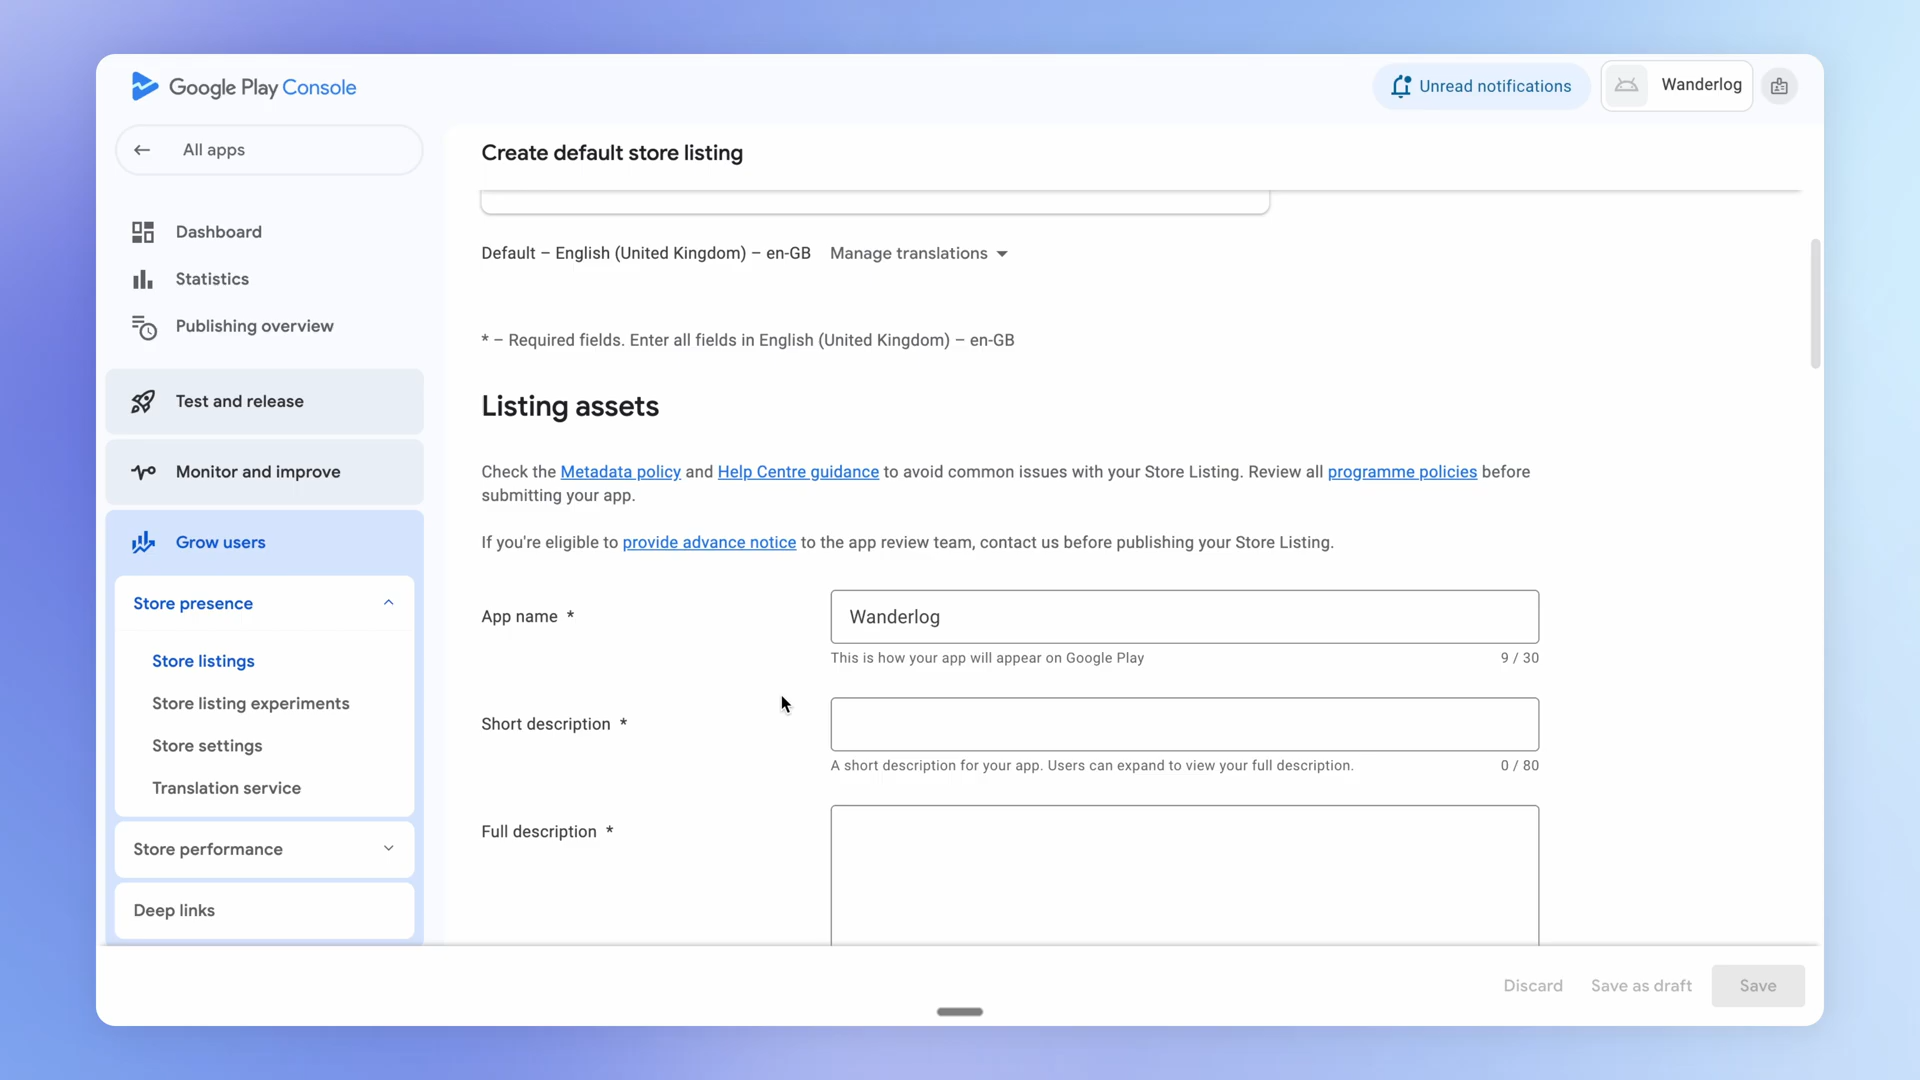 Google Play Console
Unread notifications
Wanderlog
All apps
Create default store listing
Dashboard
Statistics
Publishing overview
Test and release
Monitor and improve
Grow users
Store presence
Store listings
Store listing experiments
Store settings
Translation service
Store performance
Deep links
Default – English (United Kingdom) – en-GB Manage translations
* – Required fields. Enter all fields in English (United Kingdom) – en-GB
Listing assets
Check the Metadata policy and Help Centre guidance to avoid common issues with your Store Listing. Review all programme policies before
submitting your app.
If you're eligible to provide advance notice to the app review team, contact us before publishing your Store Listing.
App name *
Wanderlog
This is how your app will appear on Google Play 9 / 30
Short description *
A short description for your app. Users can expand to view your full description. 0 / 80
Full description *
Discard Save as draft Save